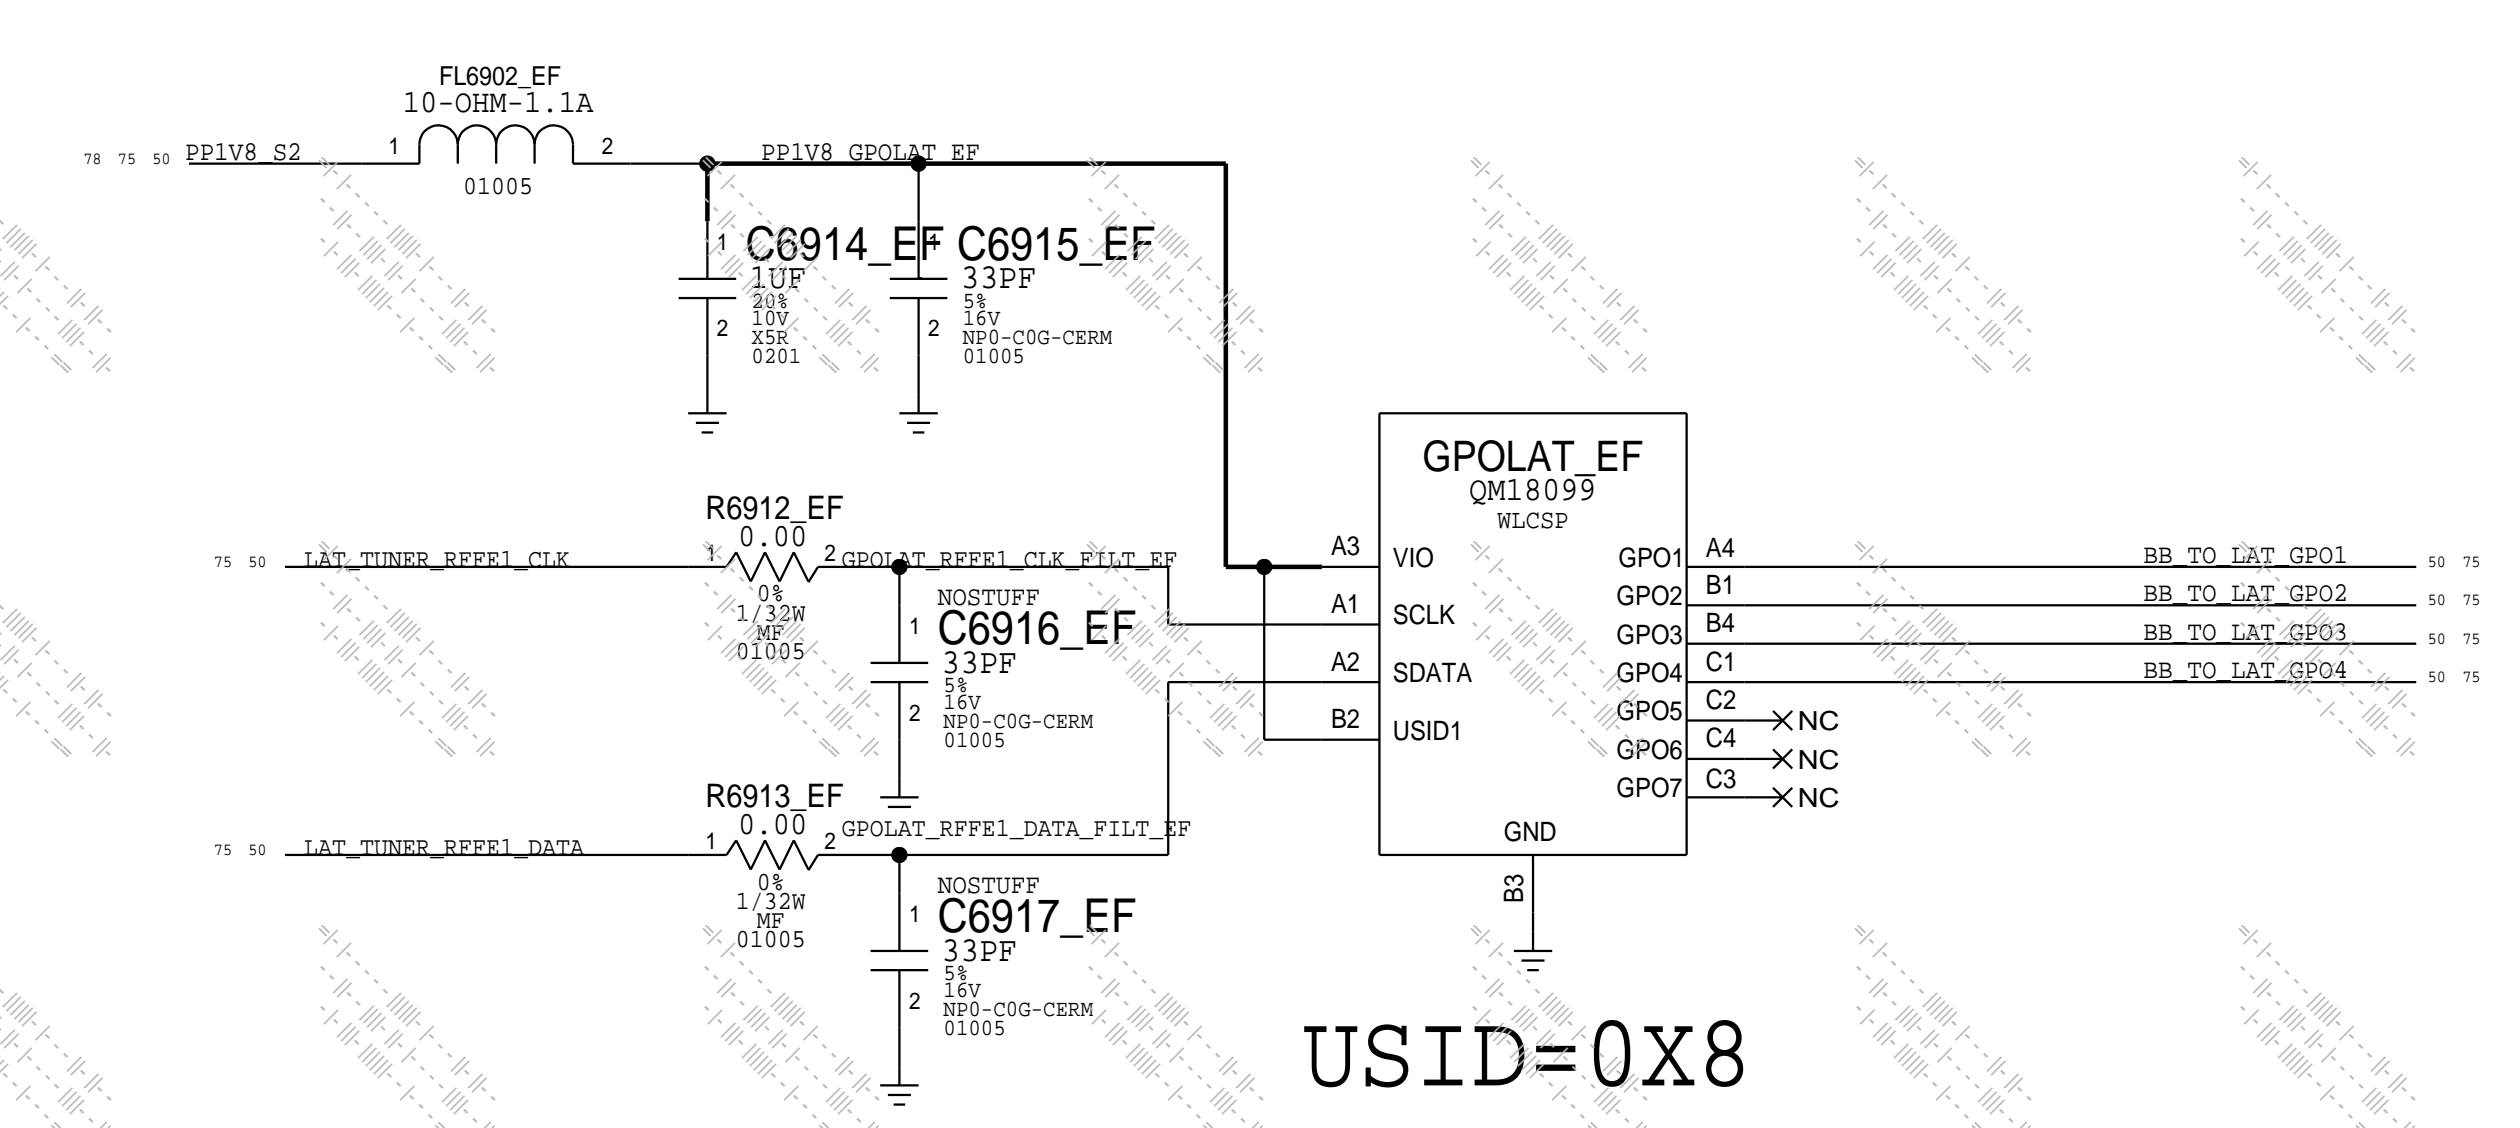 FL6902_EF
10-OHM-1.1A
78 75 50 PP1V8_S2 1 2 PP1V8_GPOLAT_EF
01005
1 C6914_EF 1 C6915_EF
1UF 33PF
20% 5%
10V 16V
2 X5R 2 NP0-C0G-CERM
0201 01005
GPOLAT_EF
QM18099
WLCSP
R6912_EF
0.00
75 50 LAT_TUNER_RFFE1_CLK 1 2 GPOLAT_RFFE1_CLK_FILT_EF
0%
1/32W
MF
01005
NOSTUFF
1 C6916_EF
33PF
5%
16V
2 NP0-C0G-CERM
01005
A3 VIO GPO1 A4 BB_TO_LAT_GPO1 50 75
GPO2 B1 BB_TO_LAT_GPO2 50 75
A1 SCLK
GPO3 B4 BB_TO_LAT_GPO3 50 75
A2 SDATA GPO4 C1 BB_TO_LAT_GPO4 50 75
GPO5 C2 NC
B2 USID1
GPO6 C4 NC
GPO7 C3 NC
GND
B3
R6913_EF
0.00
75 50 LAT_TUNER_RFFE1_DATA 1 2 GPOLAT_RFFE1_DATA_FILT_EF
0%
1/32W
MF
01005
NOSTUFF
1 C6917_EF
33PF
5%
16V
2 NP0-C0G-CERM
01005
USID=0X8